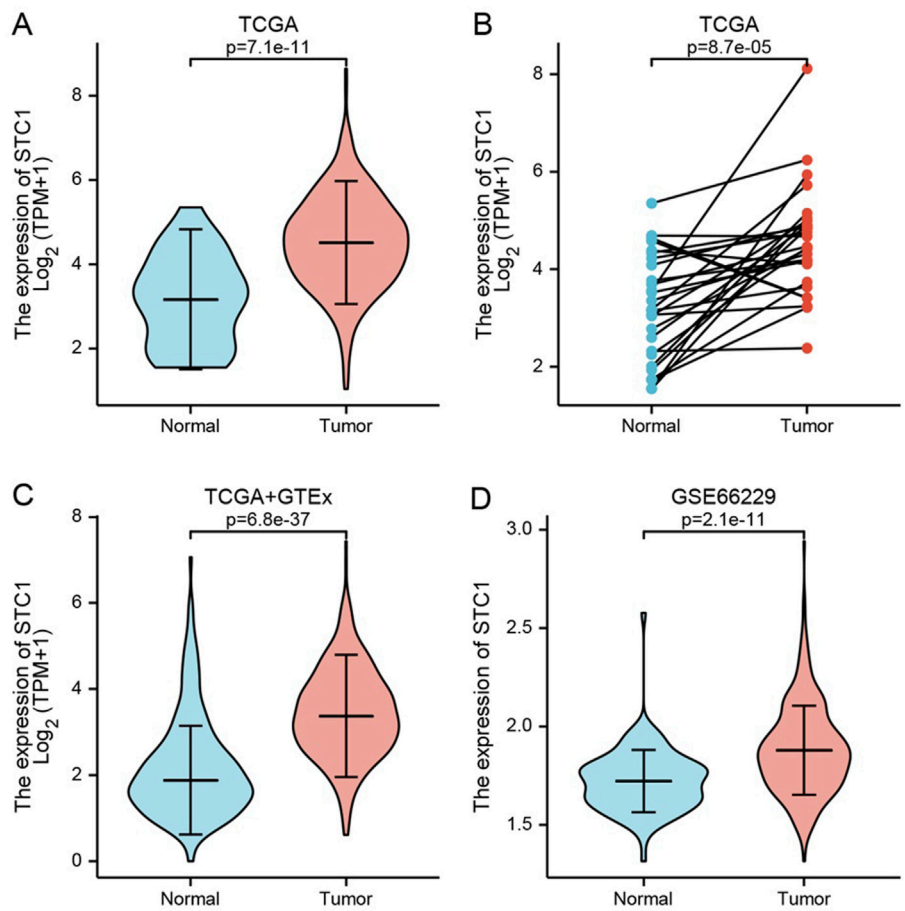 A
TCGA
p=7.1e-11
The expression of STC1
Log₂ (TPM+1)
8
6
4
2
Normal
Tumor
B
TCGA
p=8.7e-05
The expression of STC1
Log₂ (TPM+1)
8
6
4
2
Normal
Tumor
C
TCGA+GTEx
p=6.8e-37
The expression of STC1
Log₂ (TPM+1)
8
6
4
2
0
Normal
Tumor
D
GSE66229
p=2.1e-11
The expression of STC1
3.0
2.5
2.0
1.5
Normal
Tumor